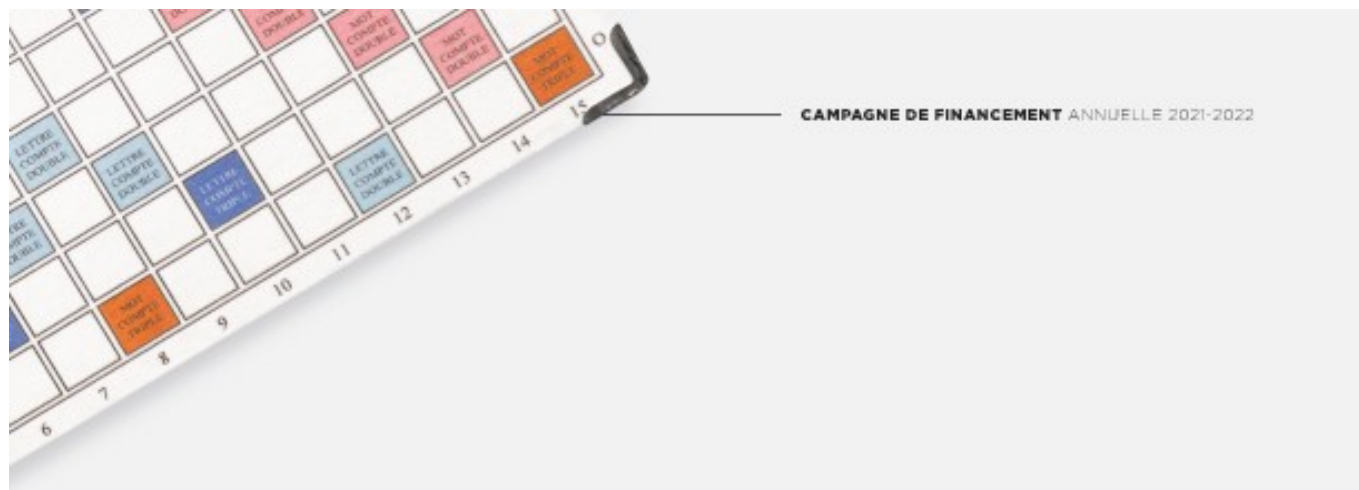 COMPTE
DOUBLE
MOT
COMPTE
DOUBLE
MOT
COMPTE
DOUBLE
MOT
COMPTE
TRIPLE
O
15
CAMPAGNE DE FINANCEMENT ANNUELLE 2021-2022
LETTRE
COMPTE
DOUBLE
LETTRE
COMPTE
DOUBLE
LETTRE
COMPTE
TRIPLE
LETTRE
COMPTE
DOUBLE
14
13
12
11
10
MOT
COMPTE
TRIPLE
9
8
7
6